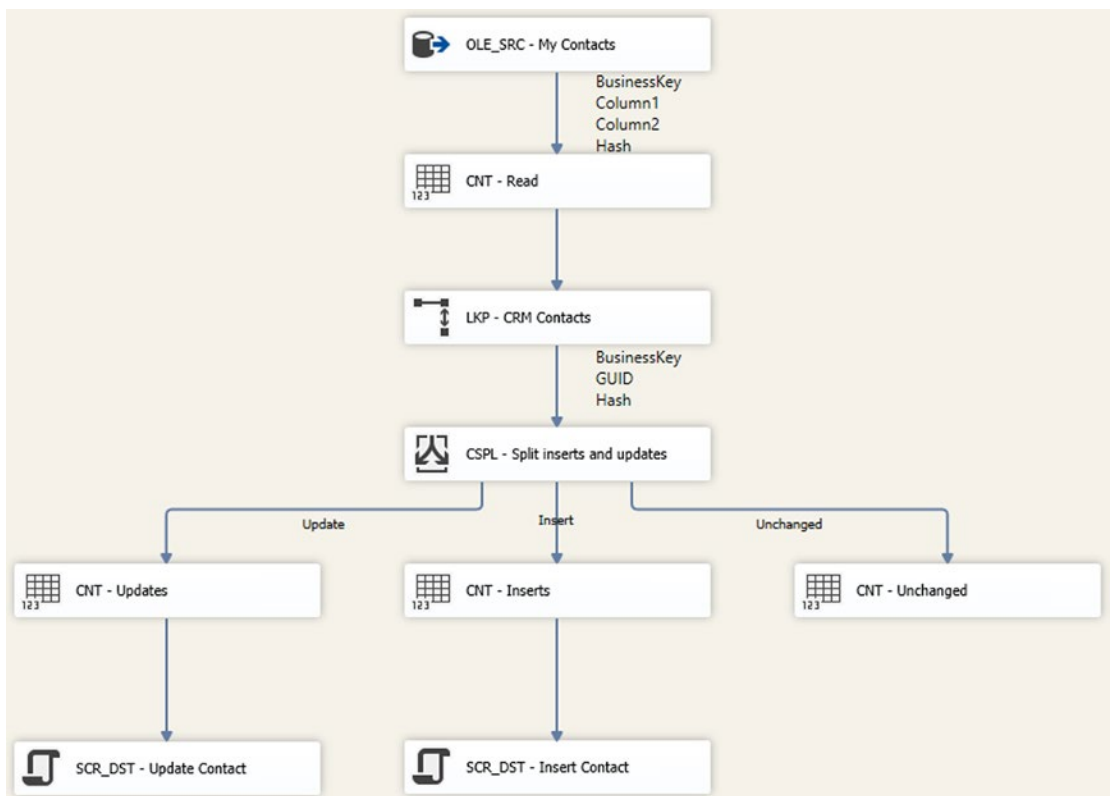 OLE_SRC - My Contacts
BusinessKey
Column1
Column2
Hash
123
CNT - Read
LKP - CRM Contacts
BusinessKey
GUID
Hash
CSPL - Split inserts and updates
Update
Insert
Unchanged
123
CNT - Updates
123
CNT - Inserts
123
CNT - Unchanged
SCR_DST - Update Contact
SCR_DST - Insert Contact